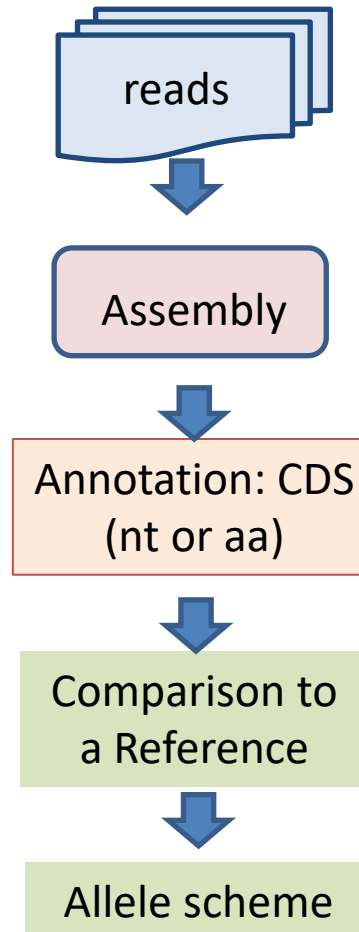 reads
Assembly
Annotation: CDS
(nt or aa)
Comparison to
a Reference
Allele scheme